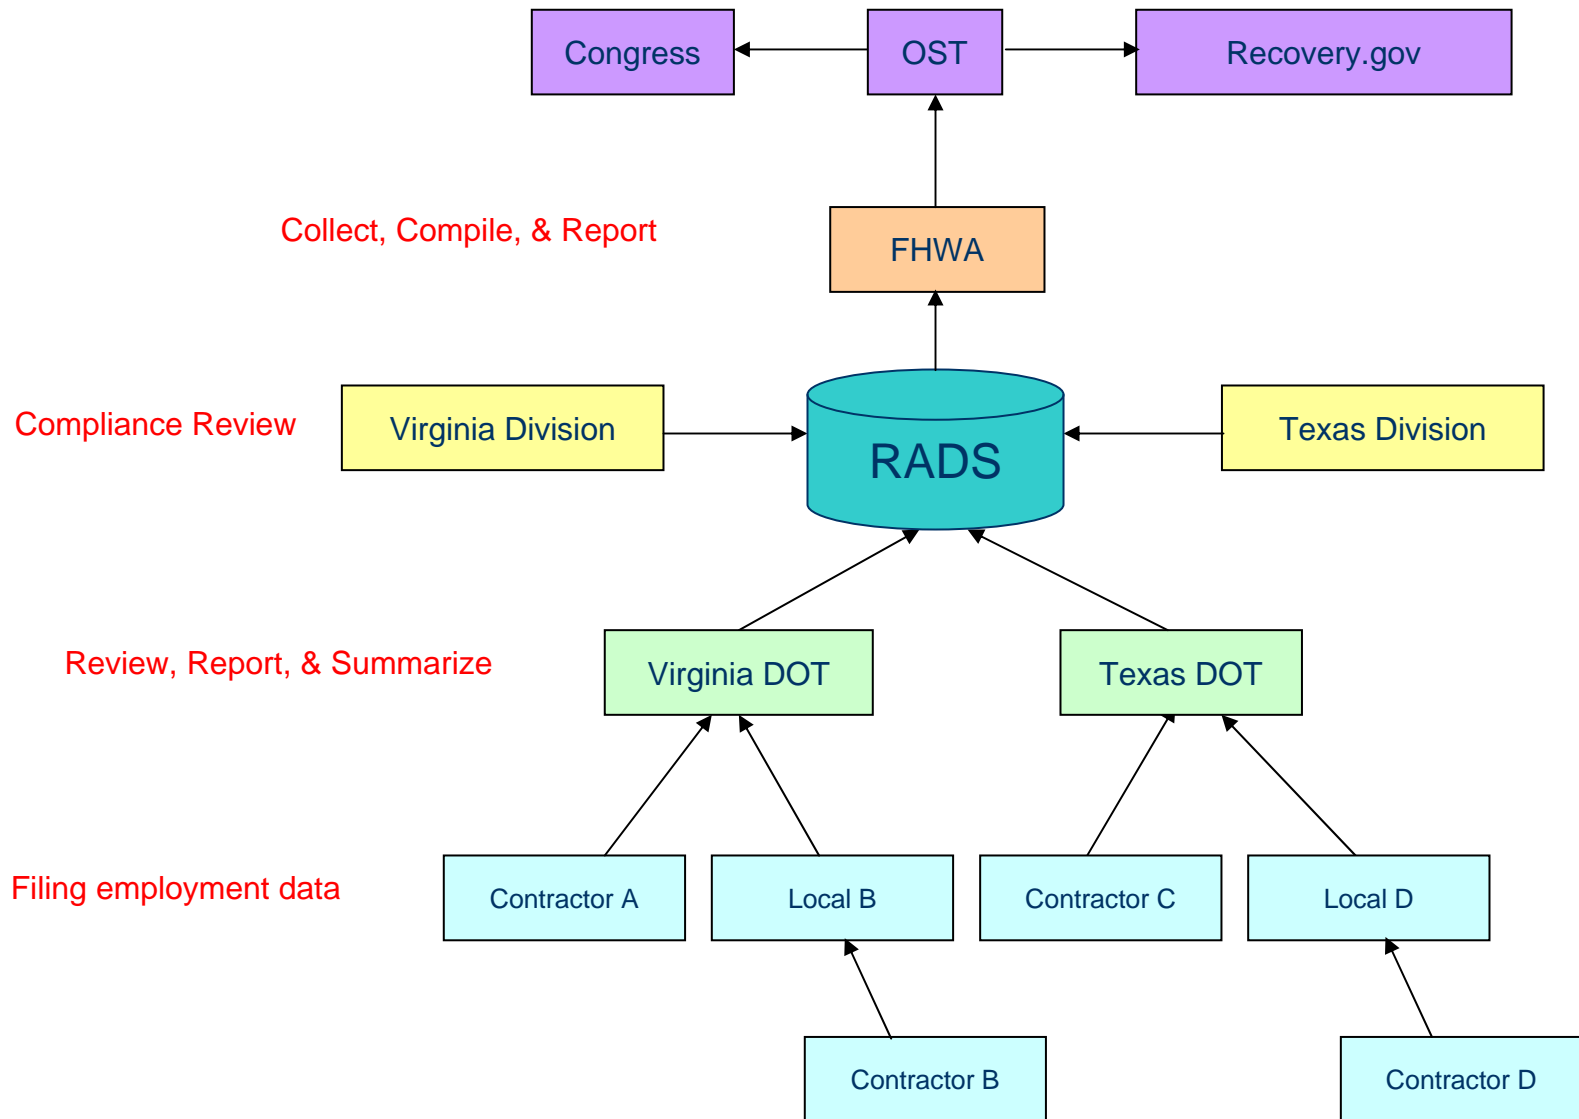 Congress
OST
Recovery.gov
Collect, Compile, & Report
FHWA
Compliance Review
Virginia Division
RADS
Texas Division
Review, Report, & Summarize
Virginia DOT
Texas DOT
Filing employment data
Contractor A
Local B
Contractor C
Local D
Contractor B
Contractor D